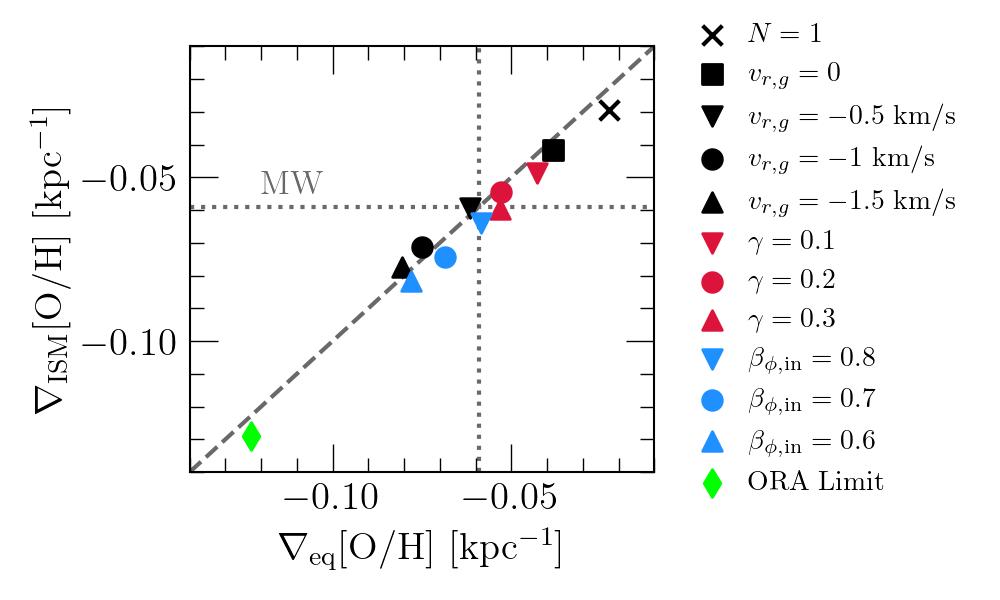 ∇ISM[O/H] [kpc−1]
−0.05
−0.10
MW
−0.10
−0.05
∇eq[O/H] [kpc−1]
N = 1
vr,g = 0
vr,g = −0.5 km/s
vr,g = −1 km/s
vr,g = −1.5 km/s
γ = 0.1
γ = 0.2
γ = 0.3
βϕ,in = 0.8
βϕ,in = 0.7
βϕ,in = 0.6
ORA Limit